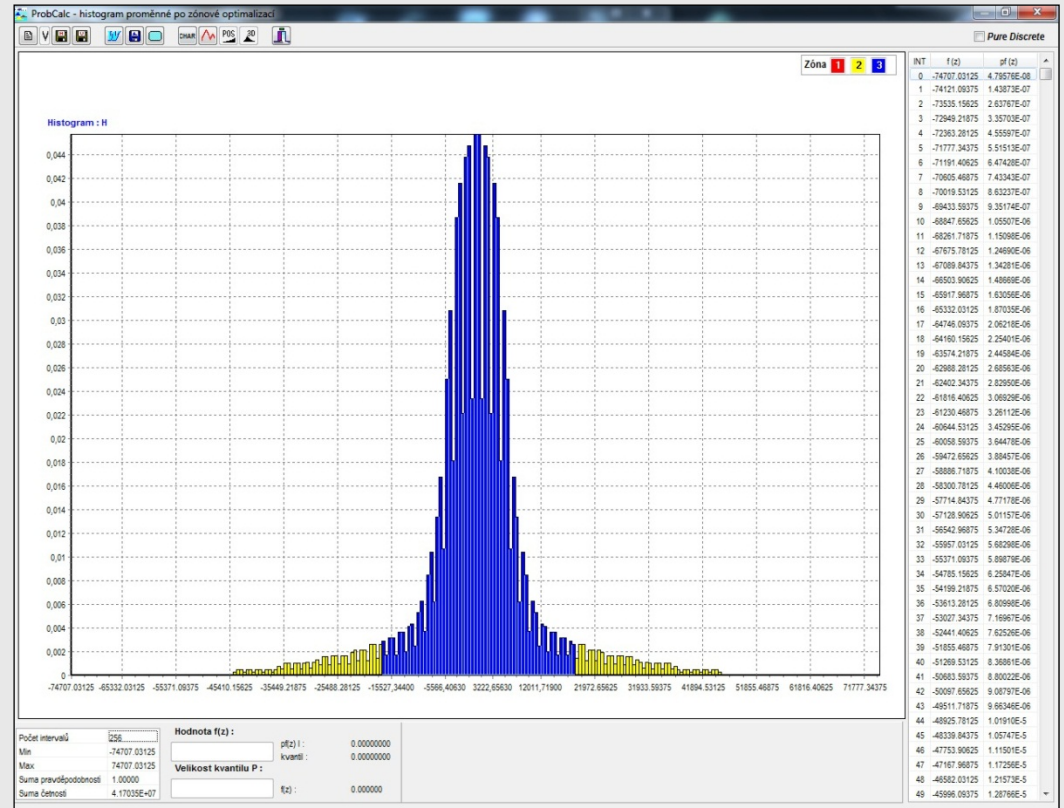 ProbCalc - histogram proměnné po zónové optimalizaci
V CHAR POS 3D
Pure Discrete
Zóna 1 2 3
Histogram : H
0,044
0,042
0,04
0,038
0,036
0,034
0,032
0,03
0,028
0,026
0,024
0,022
0,02
0,018
0,016
0,014
0,012
0,01
0,008
0,006
0,004
0,002
0
-74707.03125 -65332.03125 -55371.09375 -45410.15625 -35449.21875 -25488.28125 -15527,34400 -5566,40630 3222,65630 12011,71900 21972.65625 31933.59375 41894.53125 51855.46875 61816.40625 71777.34375
INT f (z) pf (z)
0 -74707.03125 4.79576E-08
1 -74121.09375 1.43873E-07
2 -73535.15625 2.63767E-07
3 -72949.21875 3.35703E-07
4 -72363.28125 4.55597E-07
5 -71777.34375 5.51513E-07
6 -71191.40625 6.47428E-07
7 -70605.46875 7.43343E-07
8 -70019.53125 8.63237E-07
9 -69433.59375 9.35174E-07
10 -68847.65625 1.05507E-06
11 -68261.71875 1.15098E-06
12 -67675.78125 1.24690E-06
13 -67089.84375 1.34281E-06
14 -66503.90625 1.48669E-06
15 -65917.96875 1.63056E-06
16 -65332.03125 1.87035E-06
17 -64746.09375 2.06218E-06
18 -64160.15625 2.25401E-06
19 -63574.21875 2.44584E-06
20 -62988.28125 2.68563E-06
21 -62402.34375 2.82950E-06
22 -61816.40625 3.06929E-06
23 -61230.46875 3.26112E-06
24 -60644.53125 3.45295E-06
25 -60058.59375 3.64478E-06
26 -59472.65625 3.88457E-06
27 -58886.71875 4.10038E-06
28 -58300.78125 4.46006E-06
29 -57714.84375 4.77178E-06
30 -57128.90625 5.01157E-06
31 -56542.96875 5.34728E-06
32 -55957.03125 5.68298E-06
33 -55371.09375 5.89879E-06
34 -54785.15625 6.25847E-06
35 -54199.21875 6.57020E-06
36 -53613.28125 6.80998E-06
37 -53027.34375 7.16967E-06
38 -52441.40625 7.62526E-06
39 -51855.46875 7.91301E-06
40 -51269.53125 8.36861E-06
41 -50683.59375 8.80022E-06
42 -50097.65625 9.08797E-06
43 -49511.71875 9.66346E-06
44 -48925.78125 1.01910E-5
45 -48339.84375 1.05747E-5
46 -47753.90625 1.11501E-5
47 -47167.96875 1.17256E-5
48 -46582.03125 1.21573E-5
49 -45996.09375 1.28766E-5
Počet intervalů 256
Min -74707.03125
Max 74707.03125
Suma pravděpodobností 1.00000
Suma četností 4.17035E+07
Hodnota f(z) :
pf(z) l : 0.00000000
kvantil : 0.00000000
Velikost kvantilu P :
f(z) : 0.000000